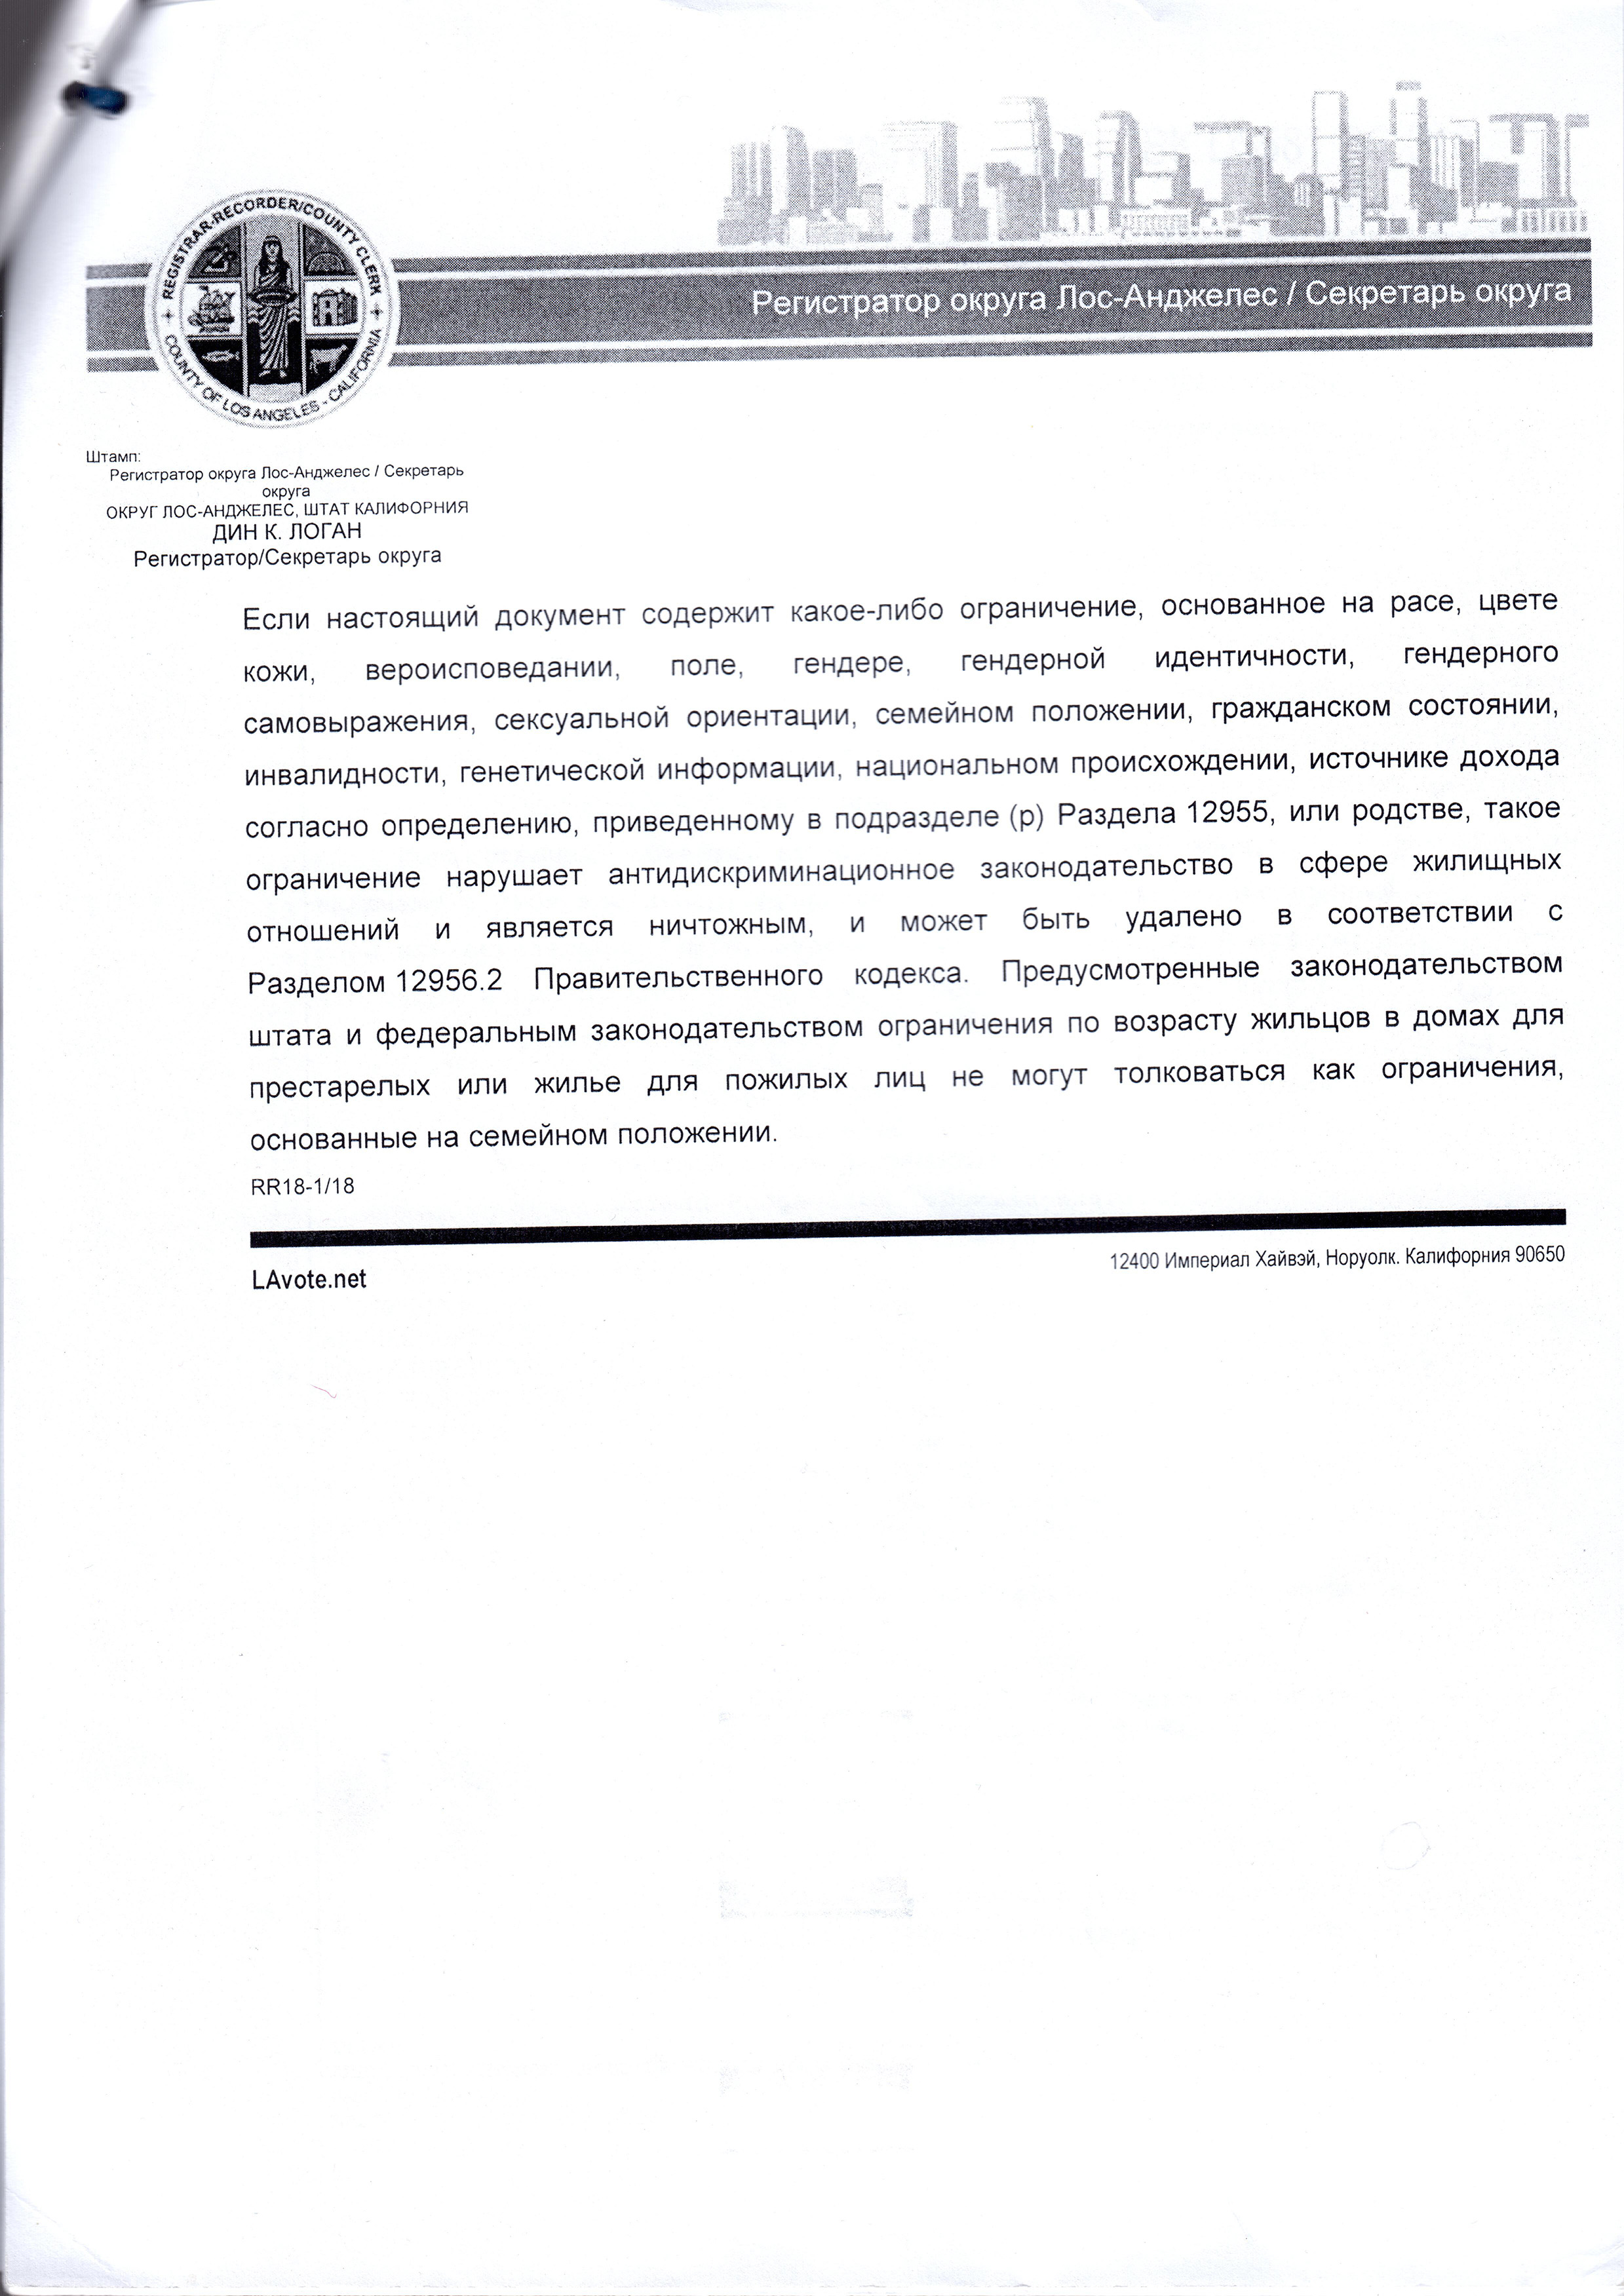 REGISTRAR-RECORDER/COUNTY CLERK
COUNTY OF LOS ANGELES - CALIFORNIA
Регистратор округа Лос-Анджелес / Секретарь округа
Штамп:
Регистратор округа Лос-Анджелес / Секретарь
округа
ОКРУГ ЛОС-АНДЖЕЛЕС, ШТАТ КАЛИФОРНИЯ
ДИН К. ЛОГАН
Регистратор/Секретарь округа
Если настоящий документ содержит какое-либо ограничение, основанное на расе, цвете
кожи, вероисповедании, поле, гендере, гендерной идентичности, гендерного
самовыражения, сексуальной ориентации, семейном положении, гражданском состоянии,
инвалидности, генетической информации, национальном происхождении, источнике дохода
согласно определению, приведенному в подразделе (p) Раздела 12955, или родстве, такое
ограничение нарушает антидискриминационное законодательство в сфере жилищных
отношений и является ничтожным, и может быть удалено в соответствии с
Разделом 12956.2 Правительственного кодекса. Предусмотренные законодательством
штата и федеральным законодательством ограничения по возрасту жильцов в домах для
престарелых или жилье для пожилых лиц не могут толковаться как ограничения,
основанные на семейном положении.
RR18-1/18
12400 Империал Хайвэй, Норуолк. Калифорния 90650
LAvote.net